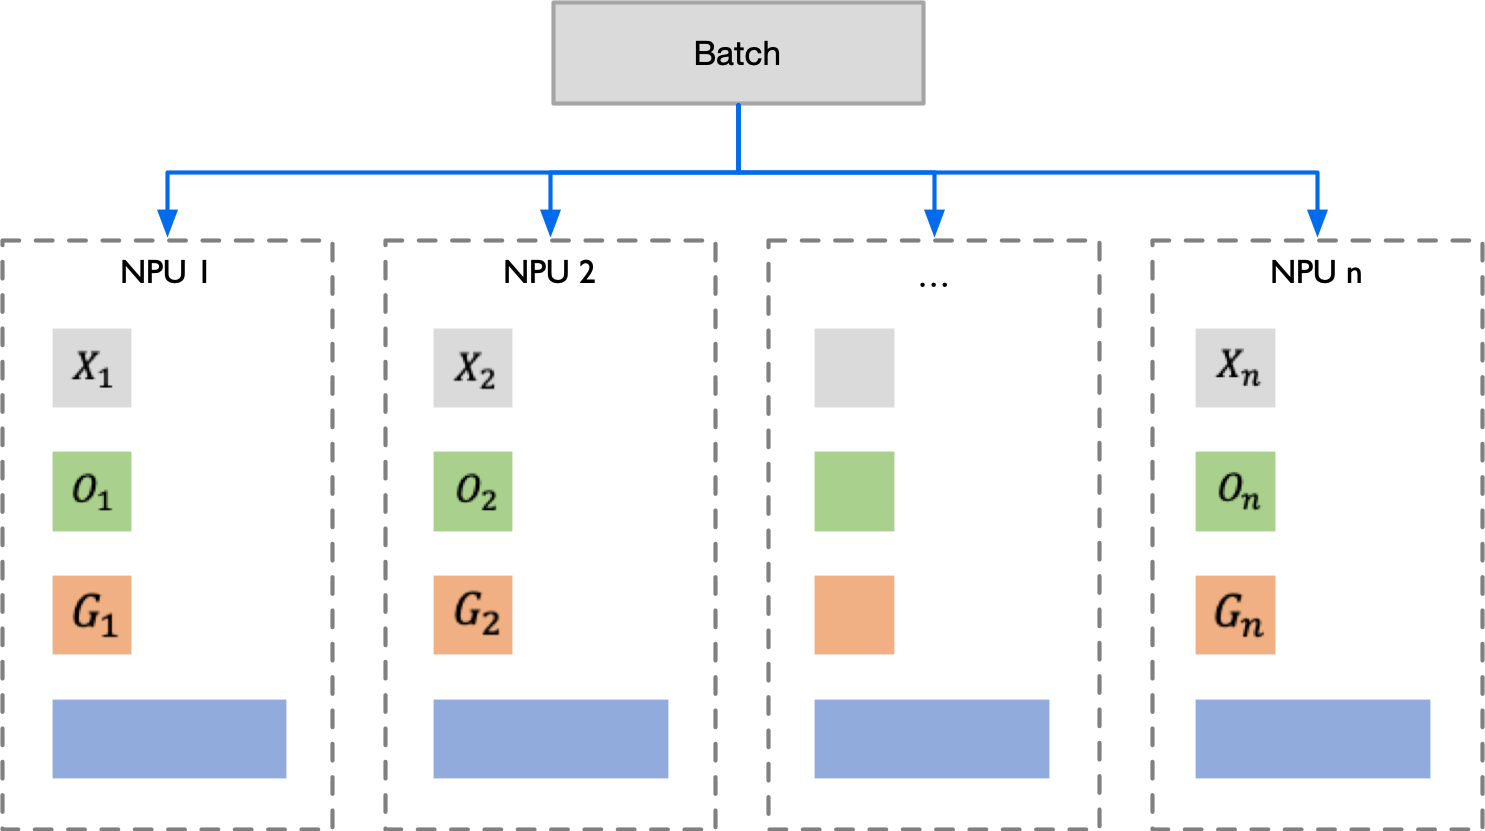 Batch
NPU 1
NPU 2
...
NPU n
X₁
X₂
Xₙ
O₁
O₂
Oₙ
G₁
G₂
Gₙ